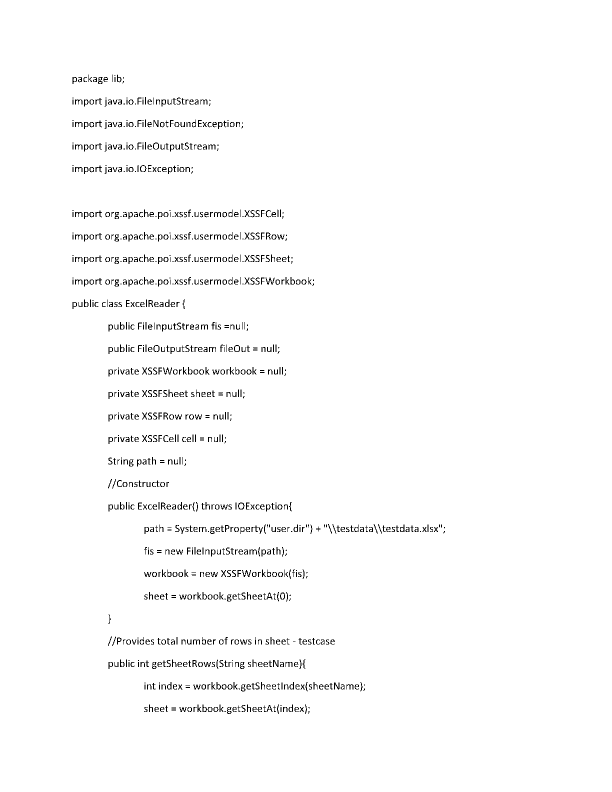 package lib;
import java.io.FileInputStream;
import java.io.FileNotFoundException;
import java.io.FileOutputStream;
import java.io.IOException;
import org.apache.poi.xssf.usermodel.XSSFCell;
import org.apache.poi.xssf.usermodel.XSSFRow;
import org.apache.poi.xssf.usermodel.XSSFSheet;
import org.apache.poi.xssf.usermodel.XSSFWorkbook;
public class ExcelReader {
public FileInputStream fis =null;
public FileOutputStream fileOut = null;
private XSSFWorkbook workbook = null;
private XSSFSheet sheet = null;
private XSSFRow row = null;
private XSSFCell cell = null;
String path = null;
//Constructor
public ExcelReader() throws IOException{
path = System.getProperty("user.dir") + "\\testdata\\testdata.xlsx";
fis = new FileInputStream(path);
workbook = new XSSFWorkbook(fis);
sheet = workbook.getSheetAt(0);
}
//Provides total number of rows in sheet - testcase
public int getSheetRows(String sheetName){
int index = workbook.getSheetIndex(sheetName);
sheet = workbook.getSheetAt(index);